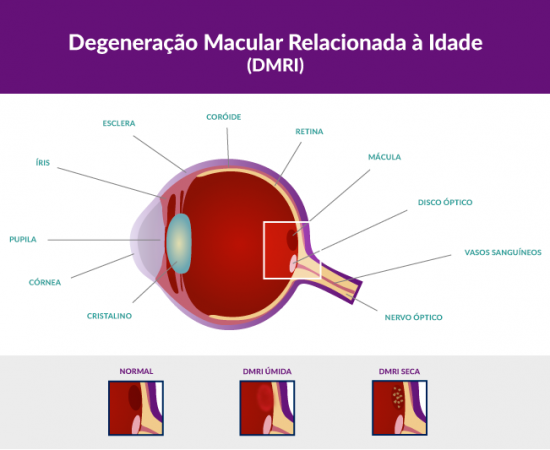 Degeneração Macular Relacionada à Idade
(DMRI)
CORÓIDE
ESCLERA
RETINA
ÍRIS
MÁCULA
DISCO ÓPTICO
PUPILA
VASOS SANGUÍNEOS
CÓRNEA
CRISTALINO
NERVO ÓPTICO
NORMAL
DMRI ÚMIDA
DMRI SECA